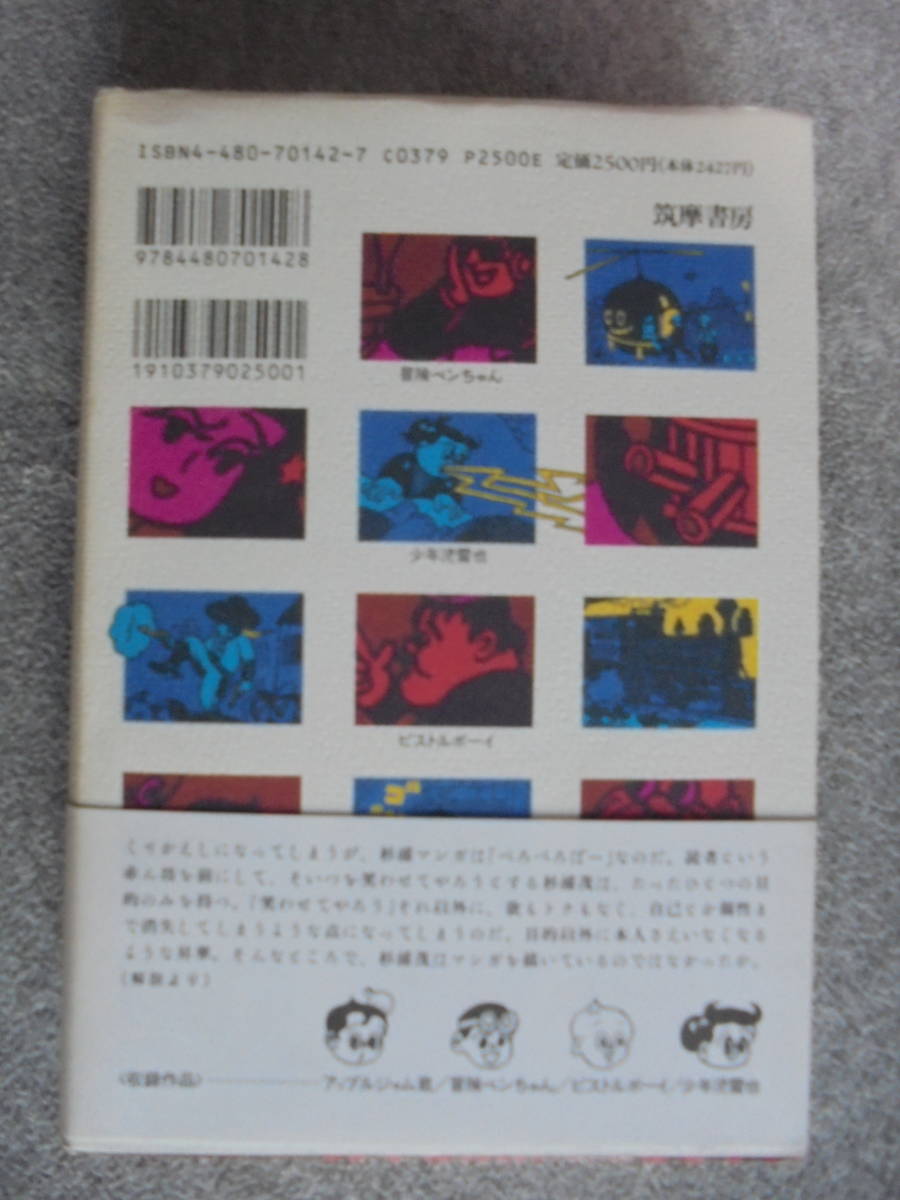 ISBN4-480-70142-7 C0379 P2500E 定価2500円(本体2427円)
筑摩書房
9784480701428
1910379025001
冒険ベンちゃん
少年児雷也
ピストルボーイ
くりかえしになってしまうが、杉浦マンガは「べろべろばー」なのだ。読者という
赤ん坊を前にして、そいつを笑わせてやろうとする杉浦茂は、たったひとつの目
的のみを持つ。「笑わせてやろう」それ以外に、欲もトクもなく、自己とか個性ま
で消失してしまうような点になってしまうのだ。目的以外に本人さえいなくなる
ような昇華。そんなところで、杉浦茂はマンガを描いているのではなかったか。
(解説より)
〈収録作品〉 アップルジャム君/冒険ベンちゃん/ピストルボーイ/少年児雷也